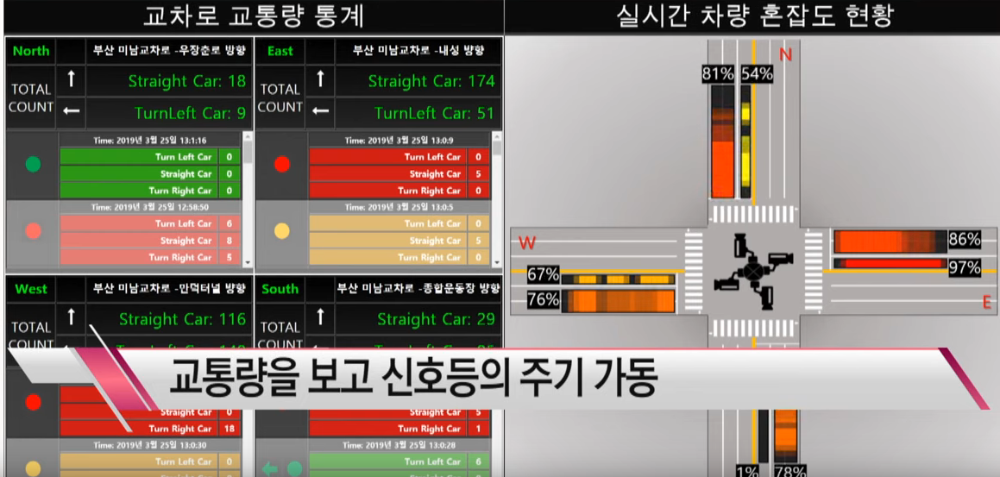 교차로 교통량 통계
실시간 차량 혼잡도 현황
North
부산 미남교차로 -우장춘로 방향
TOTAL
COUNT
Straight Car: 18
TurnLeft Car: 9
Time: 2019년 3월 25일 13:1:16
Turn Left Car 0
Straight Car 0
Turn Right Car 0
Time: 2019년 3월 25일 12:58:50
Turn Left Car 6
Straight Car 8
Turn Right Car 5
East
부산 미남교차로 -내성 뱡향
TOTAL
COUNT
Straight Car: 174
TurnLeft Car: 51
Time: 2019년 3월 25일 13:0:9
Turn Left Car 0
Straight Car 5
Turn Right Car 0
Time: 2019년 3월 25일 13:0:5
Turn Left Car 0
Straight Car 5
Turn Right Car 0
West
부산 미남교차로 -만덕터널 뱡향
TOTAL
COUNT
Straight Car: 116
Straight Car 0
Turn Right Car 18
Time: 2019년 3월 25일 13:0:30
Turn Left Car 0
South
부산 미남교차로 -종합운동장 뱡향
TOTAL
COUNT
Straight Car: 29
Straight Car 5
Turn Right Car 1
Time: 2019년 3월 25일 13:0:28
Turn Left Car 6
N
81% 54%
W
86%
97%
67%
76%
E
1% 78%
교통량을 보고 신호등의 주기 가동